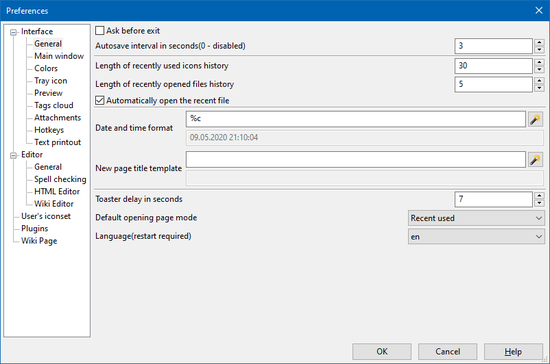 Preferences
Interface
General
Main window
Colors
Tray icon
Preview
Tags cloud
Attachments
Hotkeys
Text printout
Editor
General
Spell checking
HTML Editor
Wiki Editor
User's iconset
Plugins
Wiki Page
Ask before exit
Autosave interval in seconds(0 - disabled) 3
Length of recently used icons history 30
Length of recently opened files history 5
Automatically open the recent file
Date and time format %c
09.05.2020 21:10:04
New page title template
Toaster delay in seconds 7
Default opening page mode Recent used
Language(restart required) en
OK Cancel Help